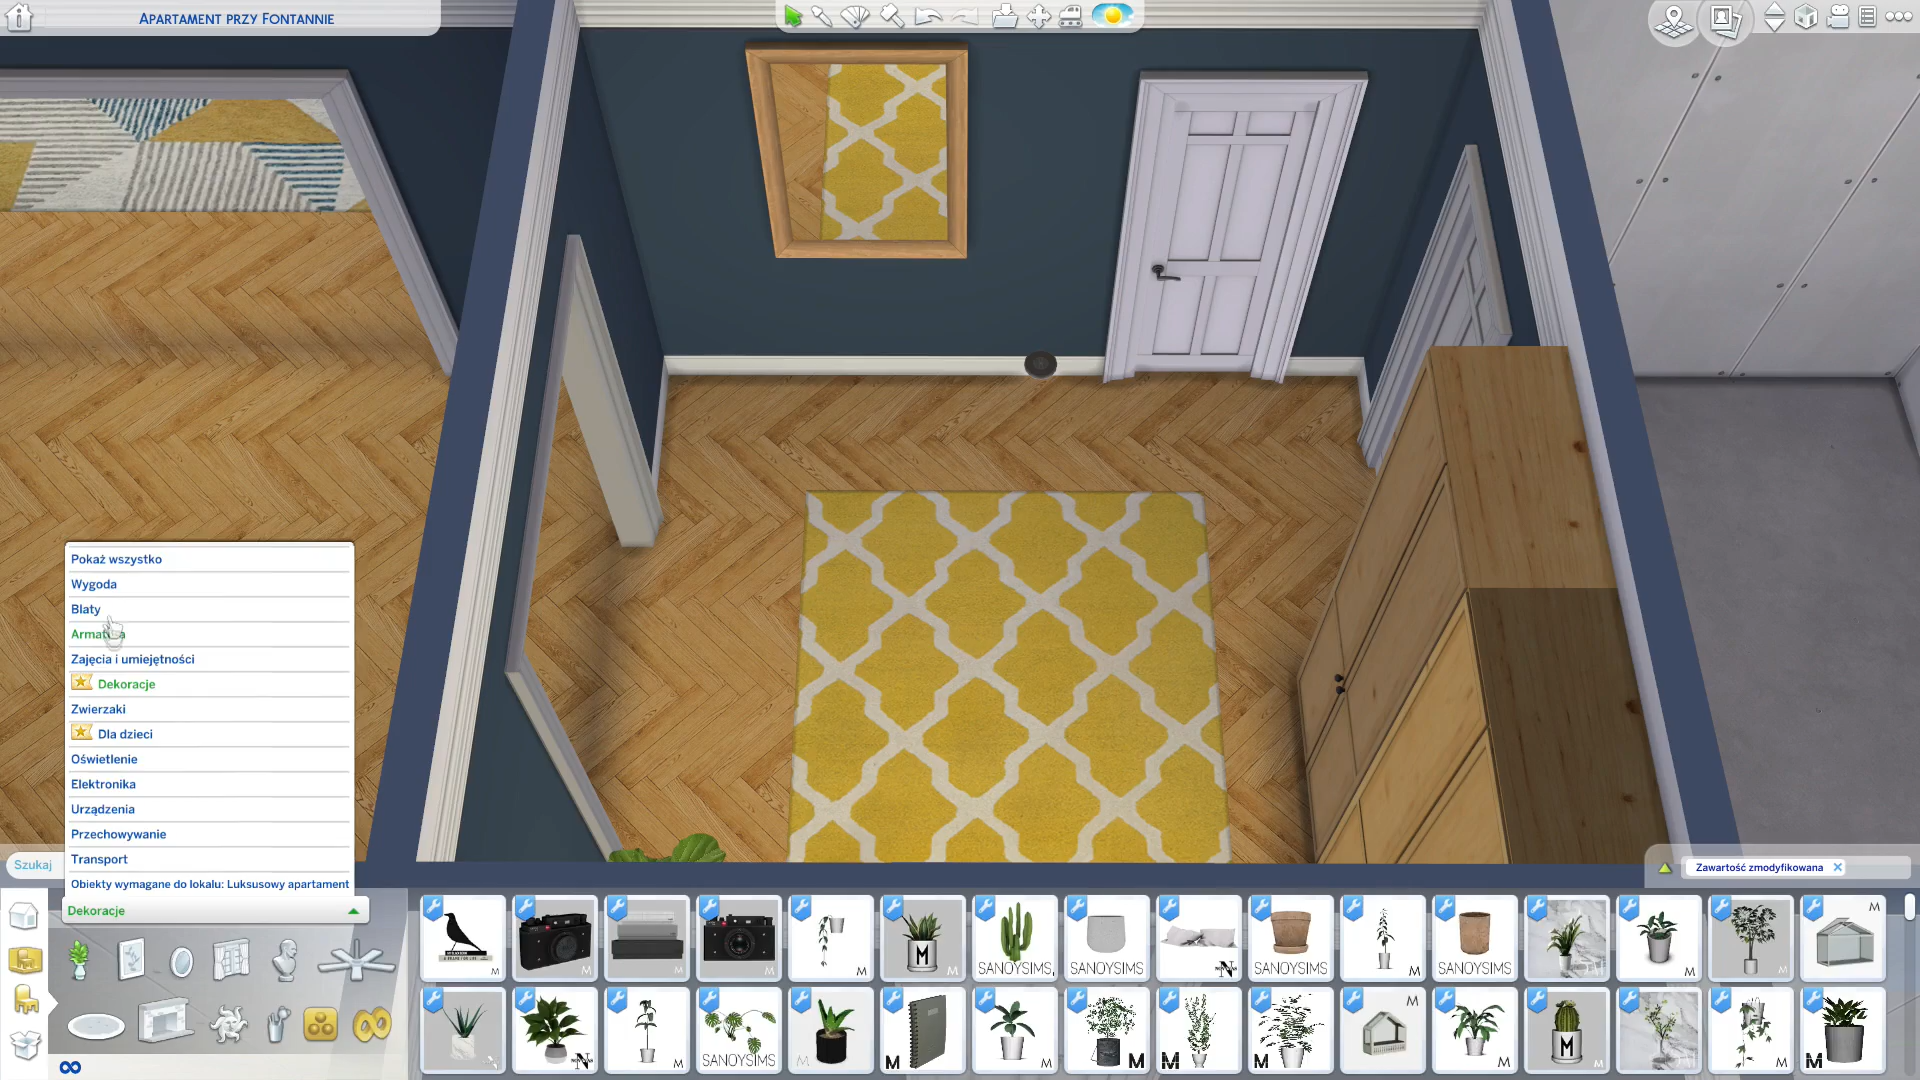 Apartament przy Fontannie
Pokaż wszystko
Wygoda
Blaty
Zajęcia i umiejętności
Dekoracje
Zwierzaki
Dla dzieci
Oświetlenie
Elektronika
Urządzenia
Przechowywanie
Transport
Obiekty wymagane do lokalu: Luksusowy apartament
Szukaj
Dekoracje
Zawartość zmodyfikowana
M
M
M
M
M
M
M
SANOYSIMS
SANOYSIMS
N
SANOYSIMS
M
SANOYSIMS
M
M
M
N
M
SANOYSIMS
M
M
M
M
M
M
M
M
M
M
M
M